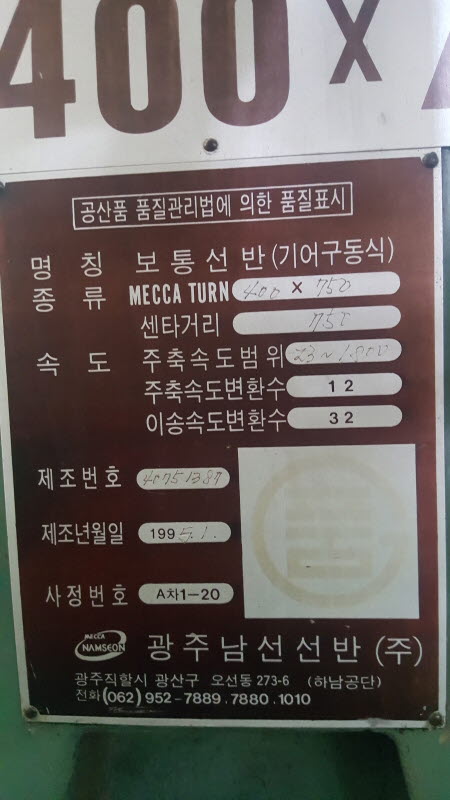 400 X
공산품 품질관리법에 의한 품질표시
명 칭 보통선반 (기어구동식)
종 류 MECCA TURN 400 X 750
센타거리 750
속 도 주축속도범위 23~1800
주축속도변환수 12
이송속도변환수 32
제조번호 40751387
제조년월일 1995.1.
사정번호 A차1-20
MECCA NAMSEON 광주남선선반 (주)
광주직할시 광산구 오선동 273-6 (하남공단)
전화 (062) 952-7889.7880.1010